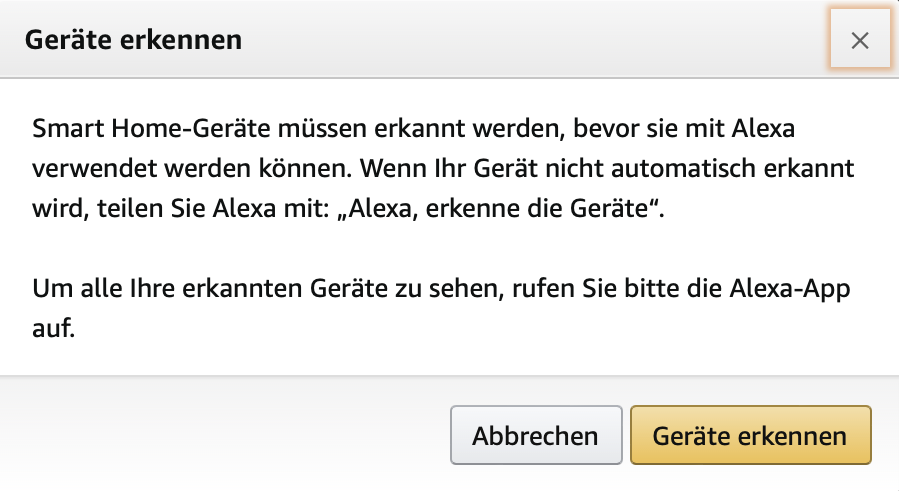 Geräte erkennen
Smart Home-Geräte müssen erkannt werden, bevor sie mit Alexa
verwendet werden können. Wenn Ihr Gerät nicht automatisch erkannt
wird, teilen Sie Alexa mit: „Alexa, erkenne die Geräte“.
Um alle Ihre erkannten Geräte zu sehen, rufen Sie bitte die Alexa-App
auf.
Abbrechen
Geräte erkennen